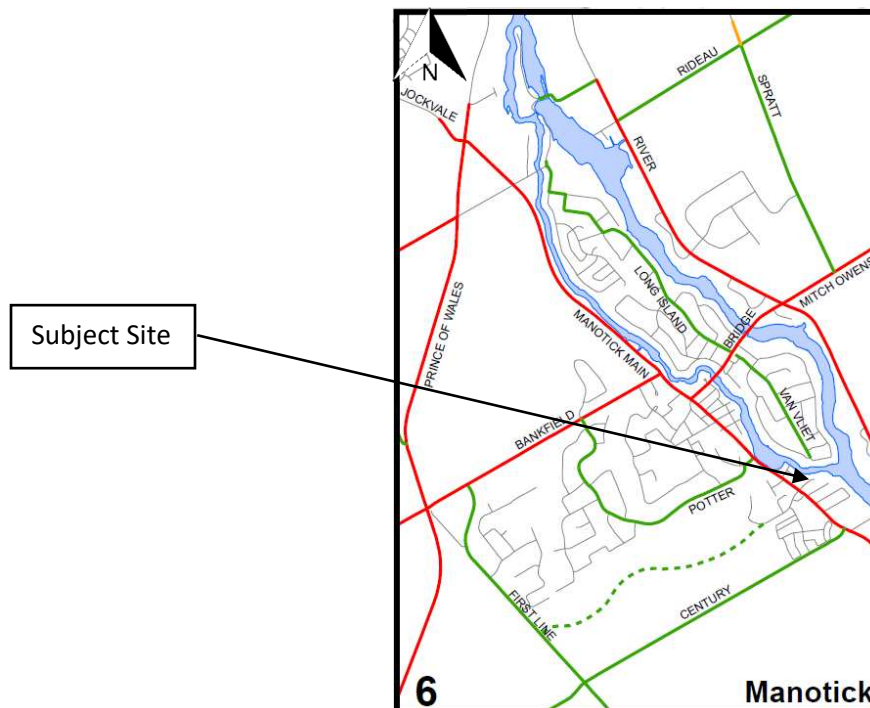 N
JOCKVALE
RIDEAU
SPRATT
RIVER
MITCH OWENS
LONG ISLAND
BRIDGE
PRINCE OF WALES
MANOTICK MAIN
VAN VLIET
Subject Site
BANKFIELD
POTTER
FIRST LINE
CENTURY
6
Manotick